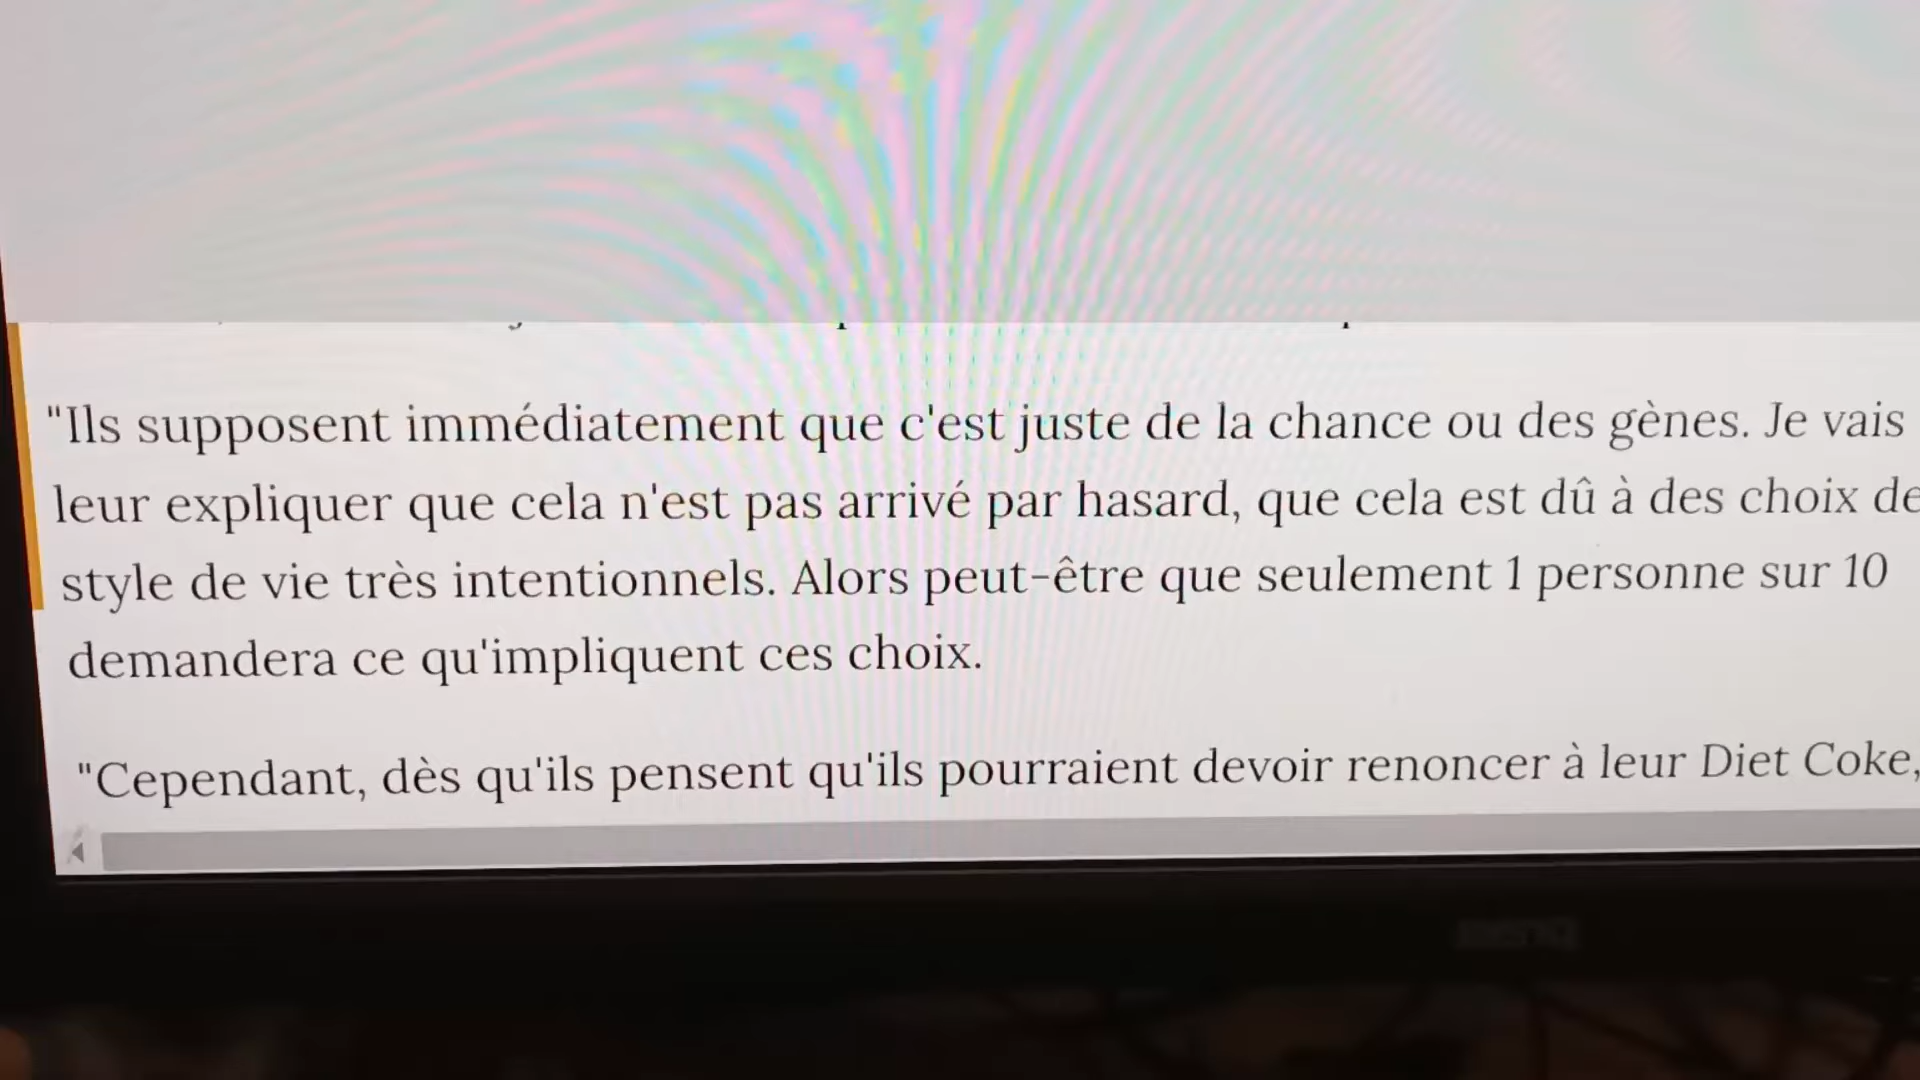 "Ils supposent immédiatement que c'est juste de la chance ou des gènes. Je vais
leur expliquer que cela n'est pas arrivé par hasard, que cela est dû à des choix de
style de vie très intentionnels. Alors peut-être que seulement 1 personne sur 10
demandera ce qu'impliquent ces choix.
"Cependant, dès qu'ils pensent qu'ils pourraient devoir renoncer à leur Diet Coke,